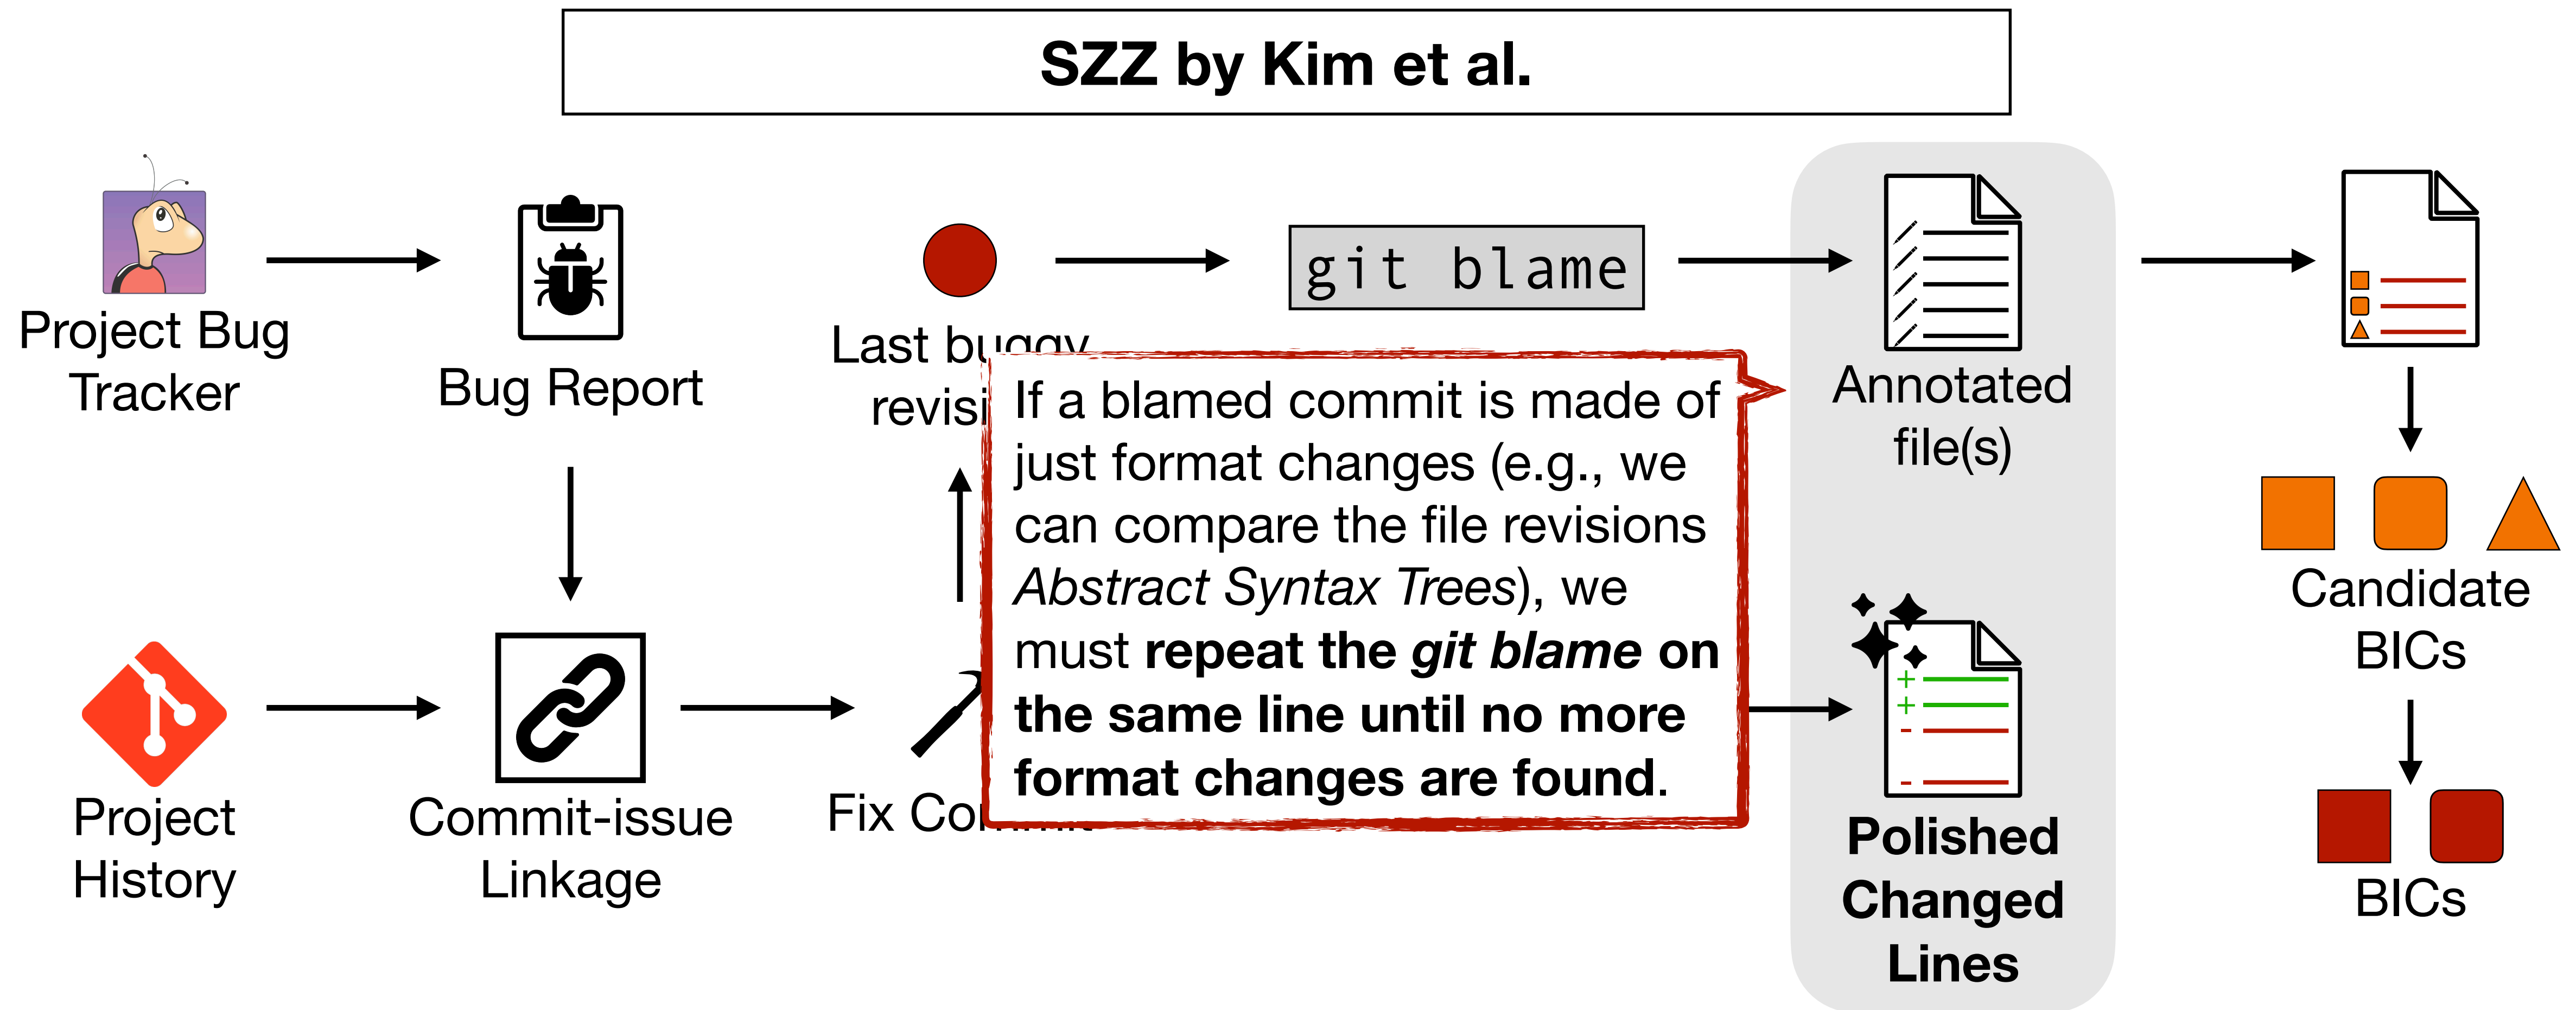 SZZ by Kim et al.
Project Bug
Tracker
Bug Report
Last buggy
revisi
git blame
Annotated
file(s)
If a blamed commit is made of
just format changes (e.g., we
can compare the file revisions
Abstract Syntax Trees), we
must repeat the git blame on
the same line until no more
format changes are found.
Candidate
BICs
BICs
Project
History
Commit-issue
Linkage
Fix Commit
+
+
-
-
Polished
Changed
Lines